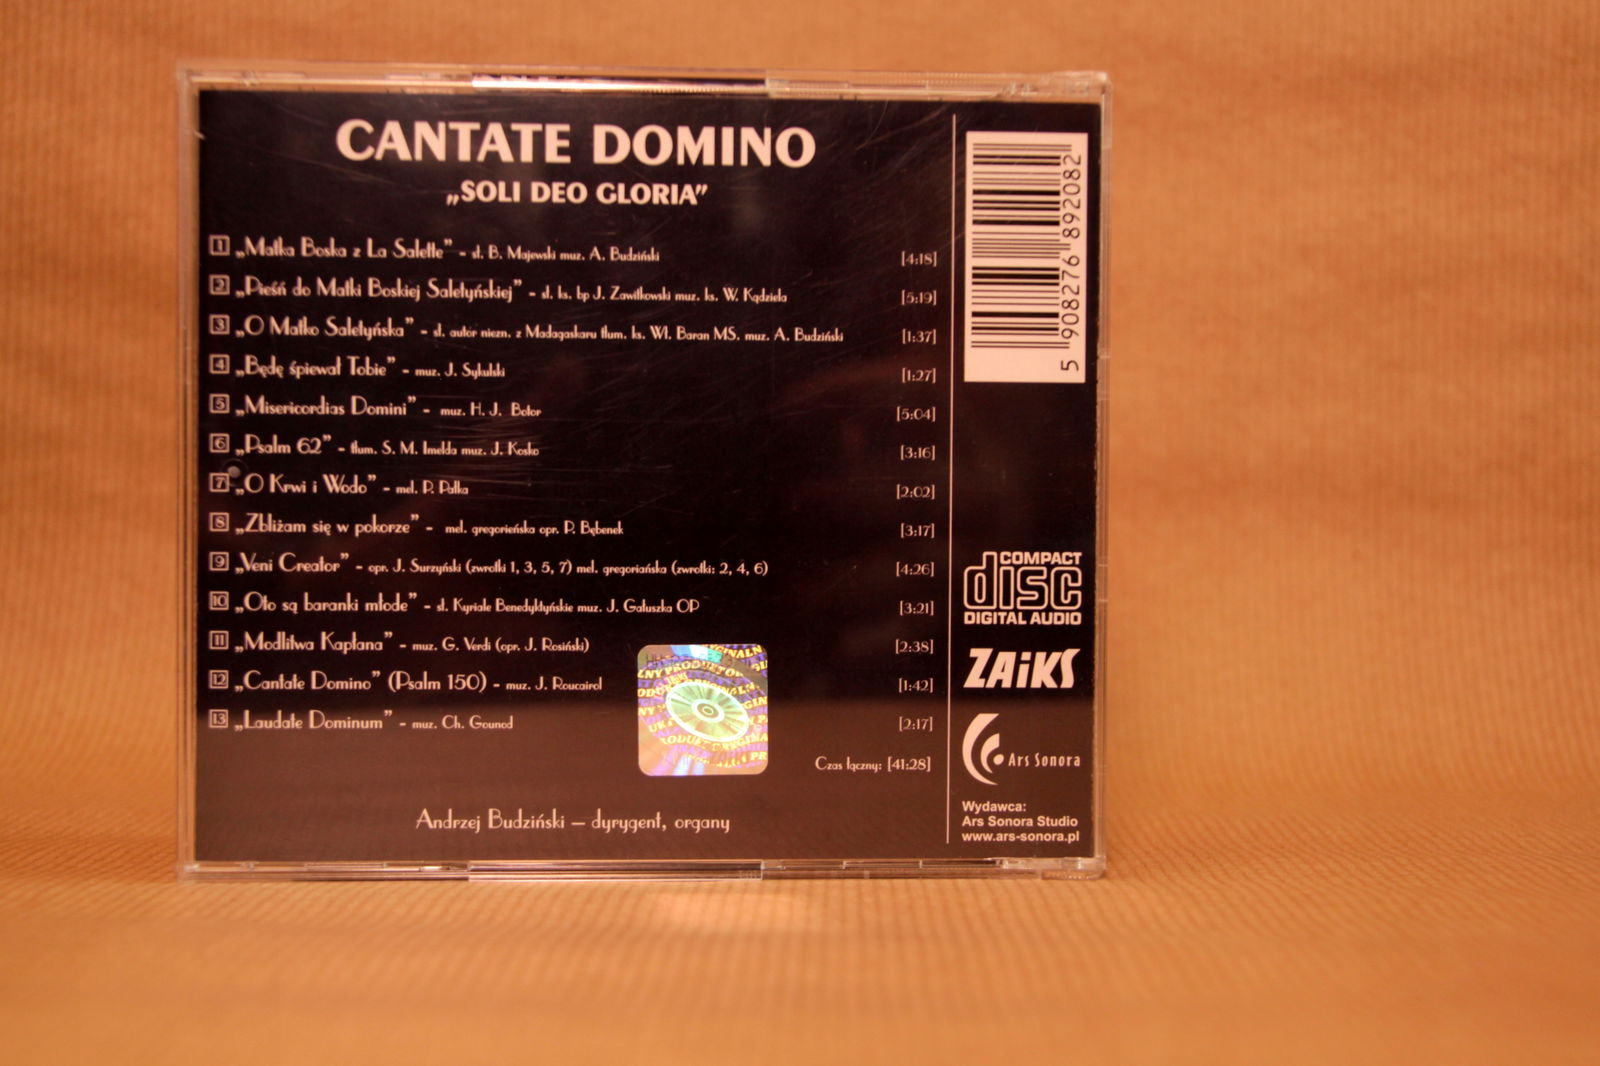 CANTATE DOMINO
„SOLI DEO GLORIA”
1 „Matka Boska z La Salette” - sł. B. Majewski muz. A. Budziński [4:18]
2 „Pieśń do Matki Boskiej Saletyńskiej” - sł. ks. bp J. Zawitkowski muz. ks. W. Kądziela [5:19]
3 „O Matko Saletyńska” - sł. autor niezn. z Madagaskaru tłum. ks. Wł. Baran MS. muz. A. Budziński [1:37]
4 „Będę śpiewał Tobie” - muz. J. Sykulski [1:27]
5 „Misericordias Domini” - muz. H. J. Botor [5:04]
6 „Psalm 62” - tłum. S. M. Imelda muz. J. Kosko [3:16]
7 „O Krwi i Wodo” - mel. P. Pałka [2:02]
8 „Zbliżam się w pokorze” - mel. gregorieńska opr. P. Bębenek [3:17]
9 „Veni Creator” - opr. J. Surzyński (zwrotki 1, 3, 5, 7) mel. gregoriańska (zwrotki: 2, 4, 6) [4:26]
10 „Oto są baranki młode” - sł. Kyriale Benedyktyńskie muz. J. Gałuszka OP [3:21]
11 „Modlitwa Kapłana” - muz. G. Verdi (opr. J. Rosiński) [2:38]
12 „Cantate Domino” (Psalm 150) - muz. J. Roucairol [1:42]
13 „Laudate Dominum” - muz. Ch. Gounod [2:17]
Czas łączny: [41:28]
Andrzej Budziński – dyrygent, organy
5 908276 892082
COMPACT
disc
DIGITAL AUDIO
ZAiKS
Ars Sonora
Wydawca:
Ars Sonora Studio
www.ars-sonora.pl